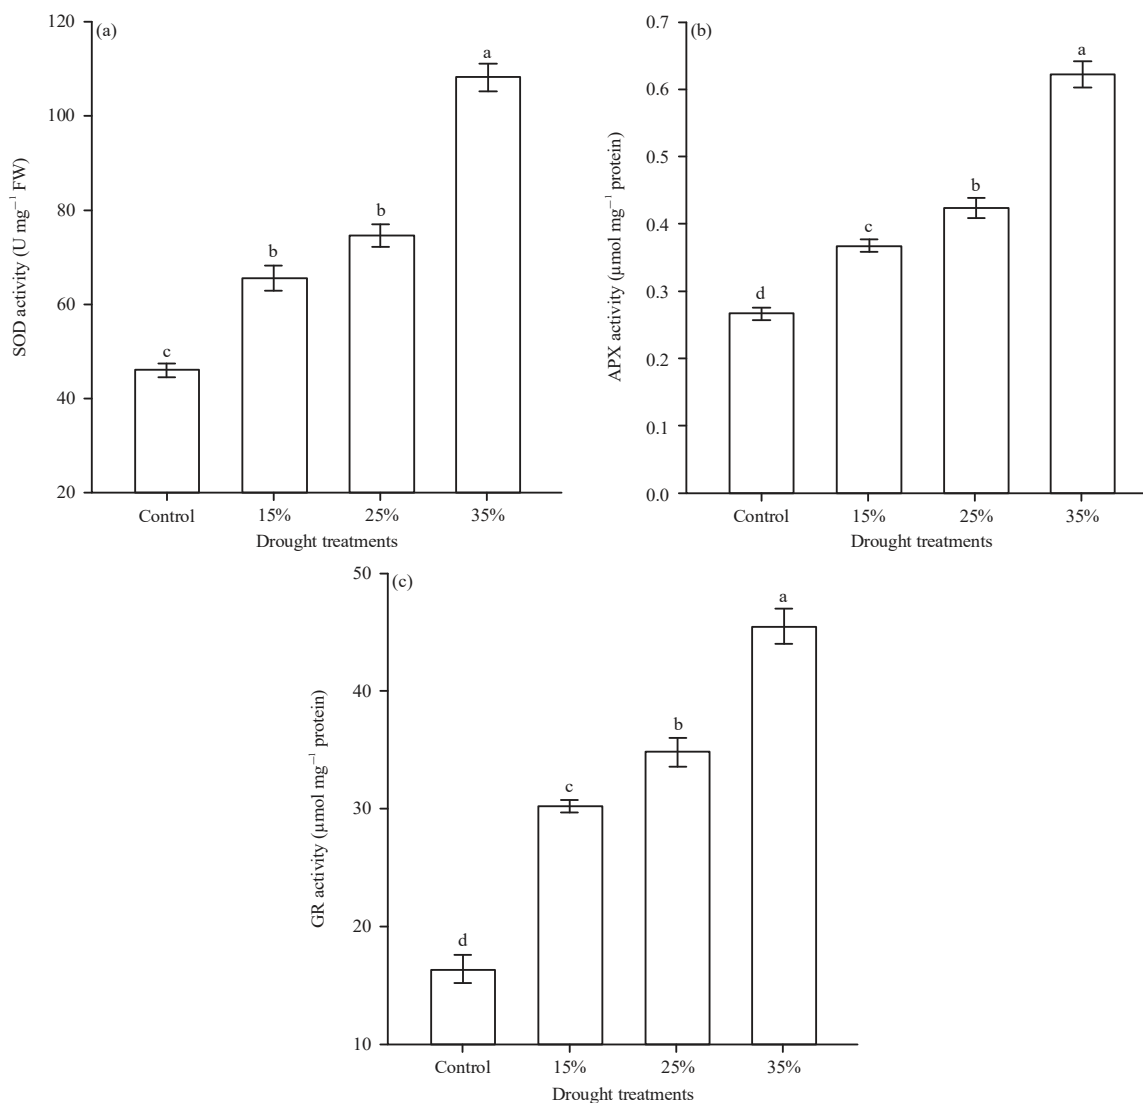 (a)
SOD activity (U mg⁻¹ FW)
120
100
80
60
40
20
c
b
b
a
Control
15%
25%
35%
Drought treatments
(b)
APX activity (µmol mg⁻¹ protein)
0.7
0.6
0.5
0.4
0.3
0.2
0.1
0.0
d
c
b
a
Control
15%
25%
35%
Drought treatments
(c)
GR activity (µmol mg⁻¹ protein)
50
40
30
20
10
d
c
b
a
Control
15%
25%
35%
Drought treatments